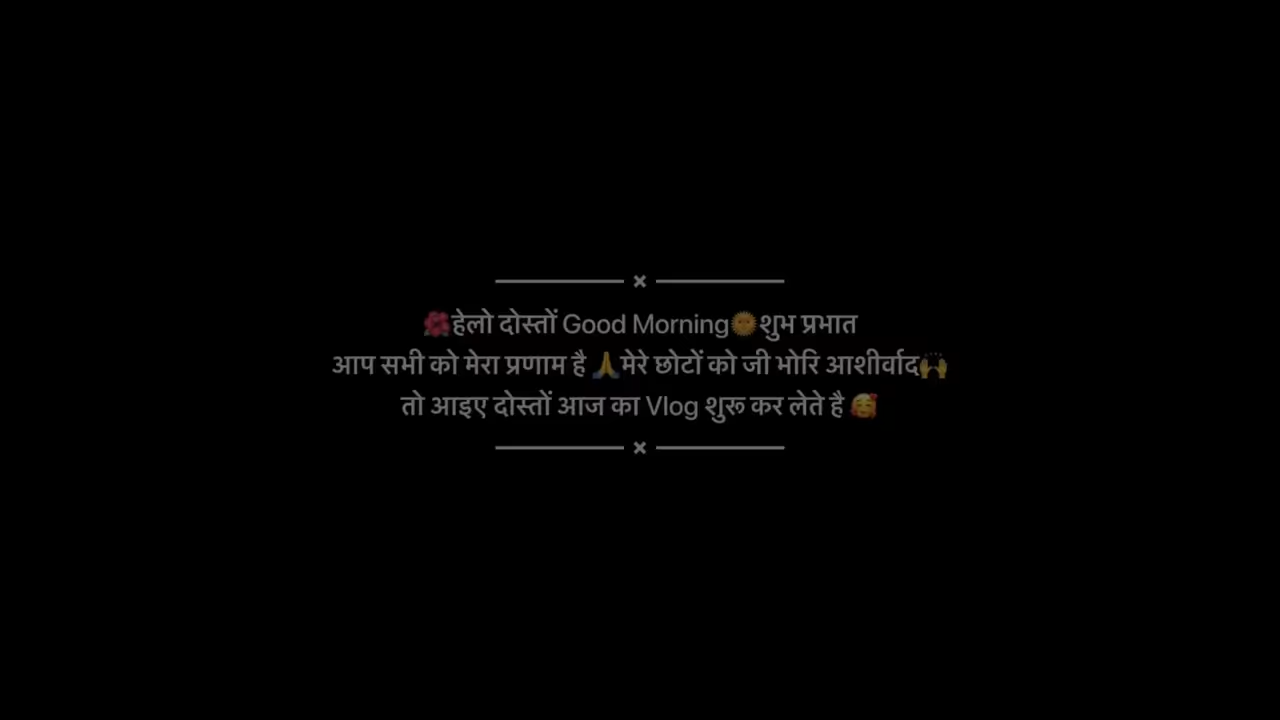 🌺हेलो दोस्तों Good Morning🌞शुभ प्रभात
आप सभी को मेरा प्रणाम है 🙏मेरे छोटों को जी भोरि आशीर्वाद🙌
तो आइए दोस्तों आज का Vlog शुरू कर लेते है 🥰